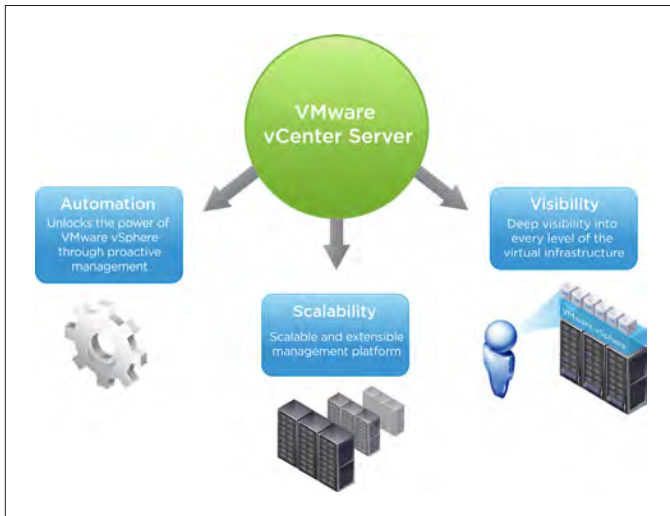 VMware
vCenter Server
Automation
Unlocks the power of
VMware vSphere
through proactive
management
Scalability
Scalable and extensible
management platform
Visibility
Deep visibility into
every level of the
virtual infrastructure
VMware vSphere